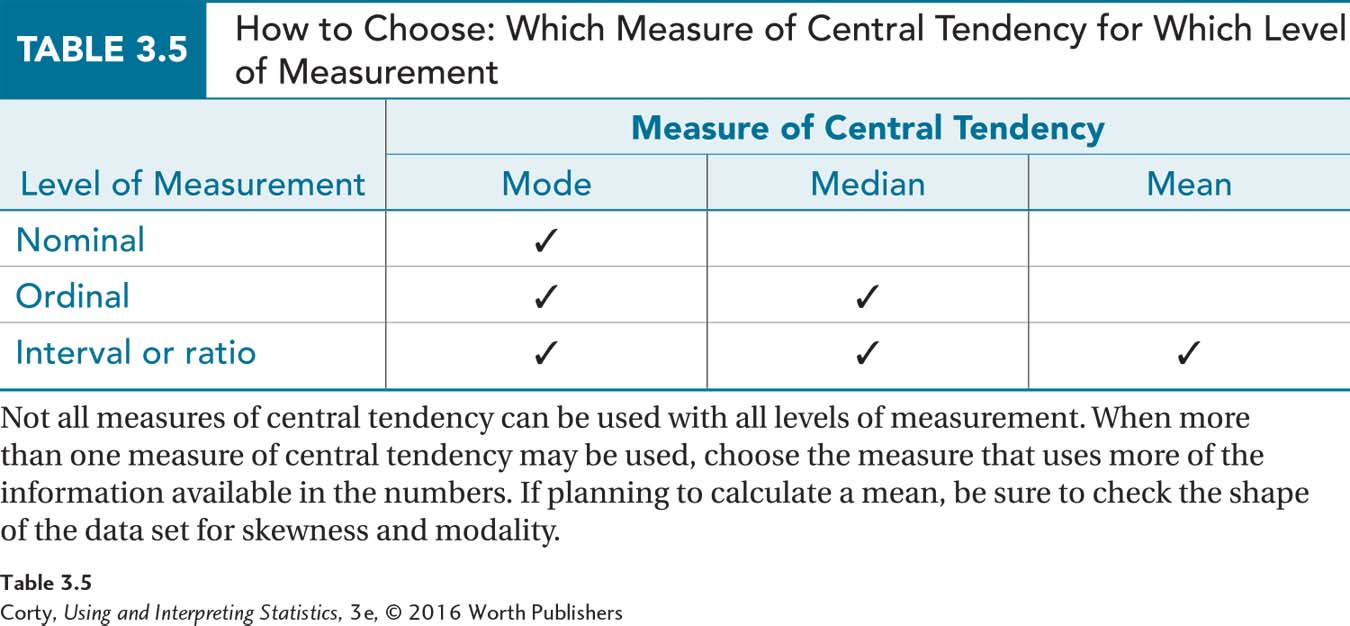 TABLE 3.5
How to Choose: Which Measure of Central Tendency for Which Level
of Measurement
Measure of Central Tendency
Level of Measurement Mode Median Mean
Nominal ✓
Ordinal ✓ ✓
Interval or ratio ✓ ✓ ✓
Not all measures of central tendency can be used with all levels of measurement. When more
than one measure of central tendency may be used, choose the measure that uses more of the
information available in the numbers. If planning to calculate a mean, be sure to check the shape
of the data set for skewness and modality.
Table 3.5
Corty, Using and Interpreting Statistics, 3e, © 2016 Worth Publishers